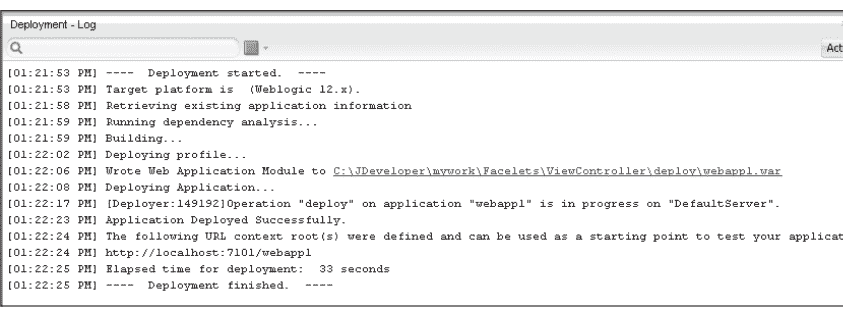 Deployment - Log
Act
[01:21:53 PM] ----  Deployment started.  ----
[01:21:53 PM] Target platform is  (Weblogic 12.x).
[01:21:58 PM] Retrieving existing application information
[01:21:59 PM] Running dependency analysis...
[01:21:59 PM] Building...
[01:22:02 PM] Deploying profile...
[01:22:06 PM] Wrote Web Application Module to C:\JDeveloper\mywork\Facelets\ViewController\deploy\webapp1.war
[01:22:08 PM] Deploying Application...
[01:22:17 PM] [Deployer:149192]Operation "deploy" on application "webapp1" is in progress on "DefaultServer".
[01:22:23 PM] Application Deployed Successfully.
[01:22:24 PM] The following URL context root(s) were defined and can be used as a starting point to test your applicat
[01:22:24 PM] http://localhost:7101/webapp1
[01:22:25 PM] Elapsed time for deployment:  33 seconds
[01:22:25 PM] ----  Deployment finished.  ----